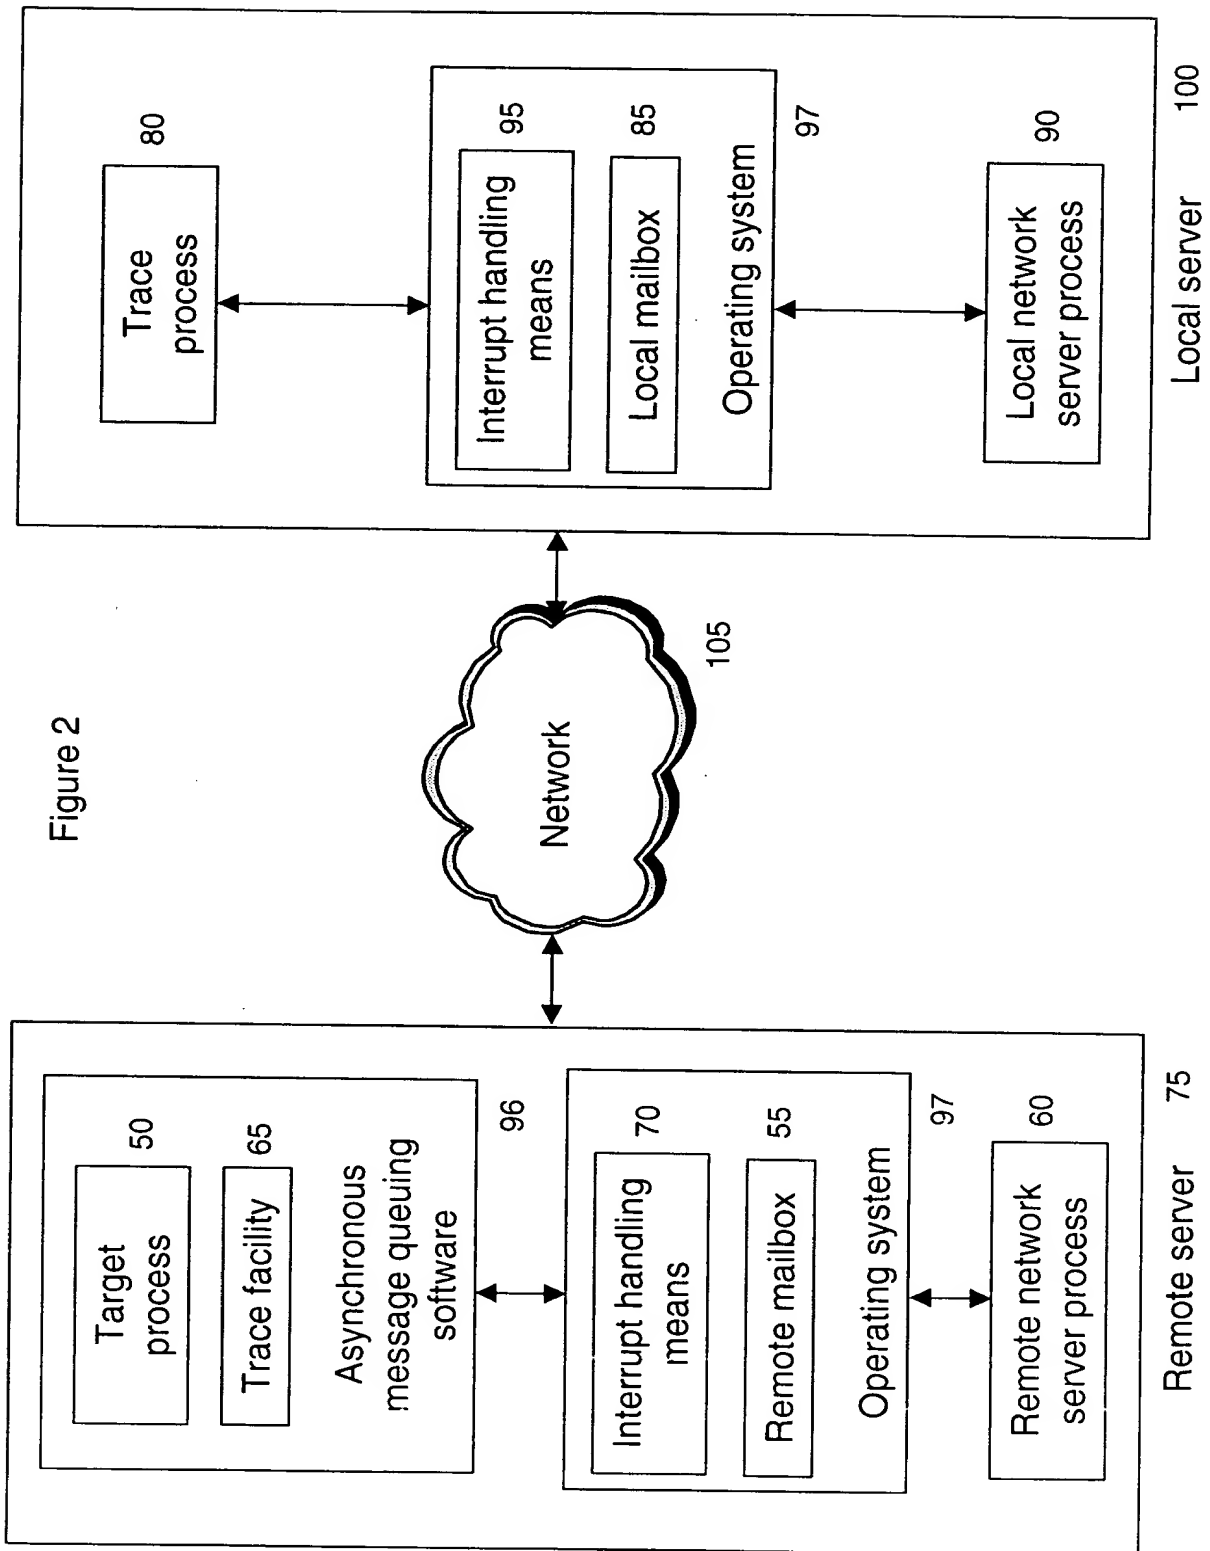 Figure 2
Target
process
50
Trace facility
65
Asynchronous
message queuing
software
96
Interrupt handling
means
70
Remote mailbox
55
Operating system
97
Remote network
server process
60
Remote server
75
Network
105
Trace
process
80
Interrupt handling
means
95
Local mailbox
85
Operating system
97
Local network
server process
90
Local server
100